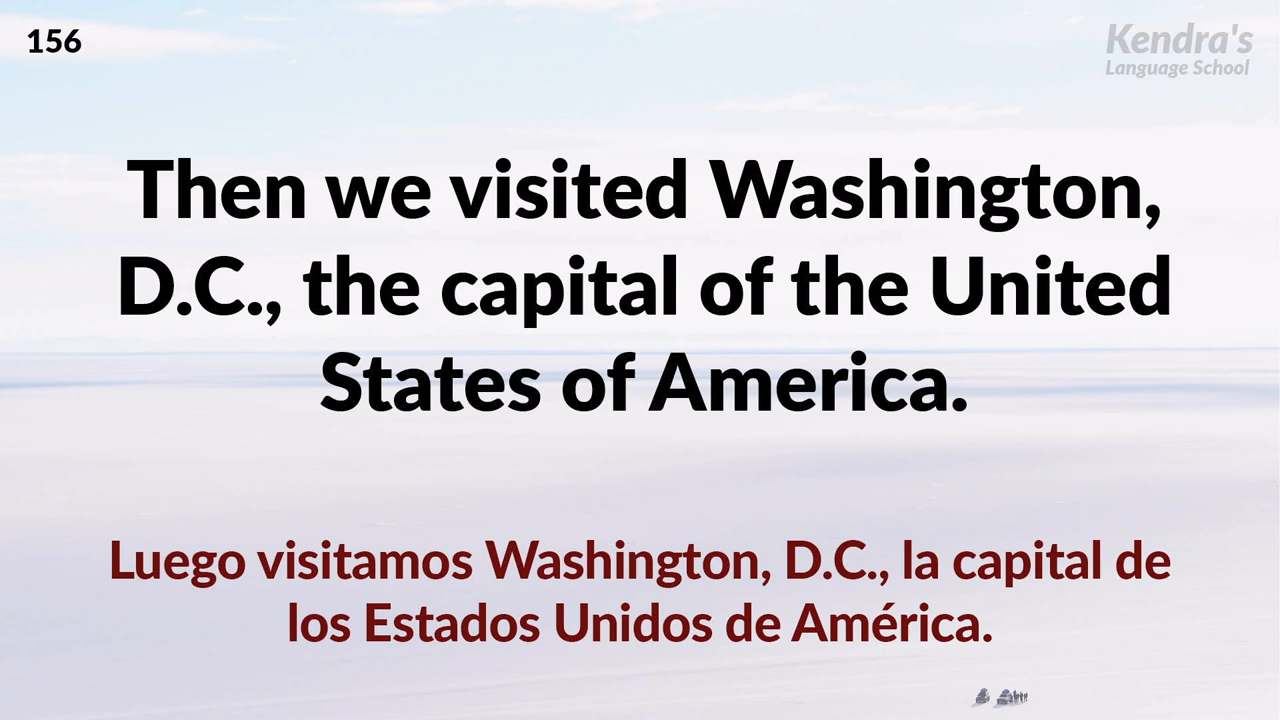 156
Kendra's
Language School
Then we visited Washington,
D.C., the capital of the United
States of America.
Luego visitamos Washington, D.C., la capital de
los Estados Unidos de América.